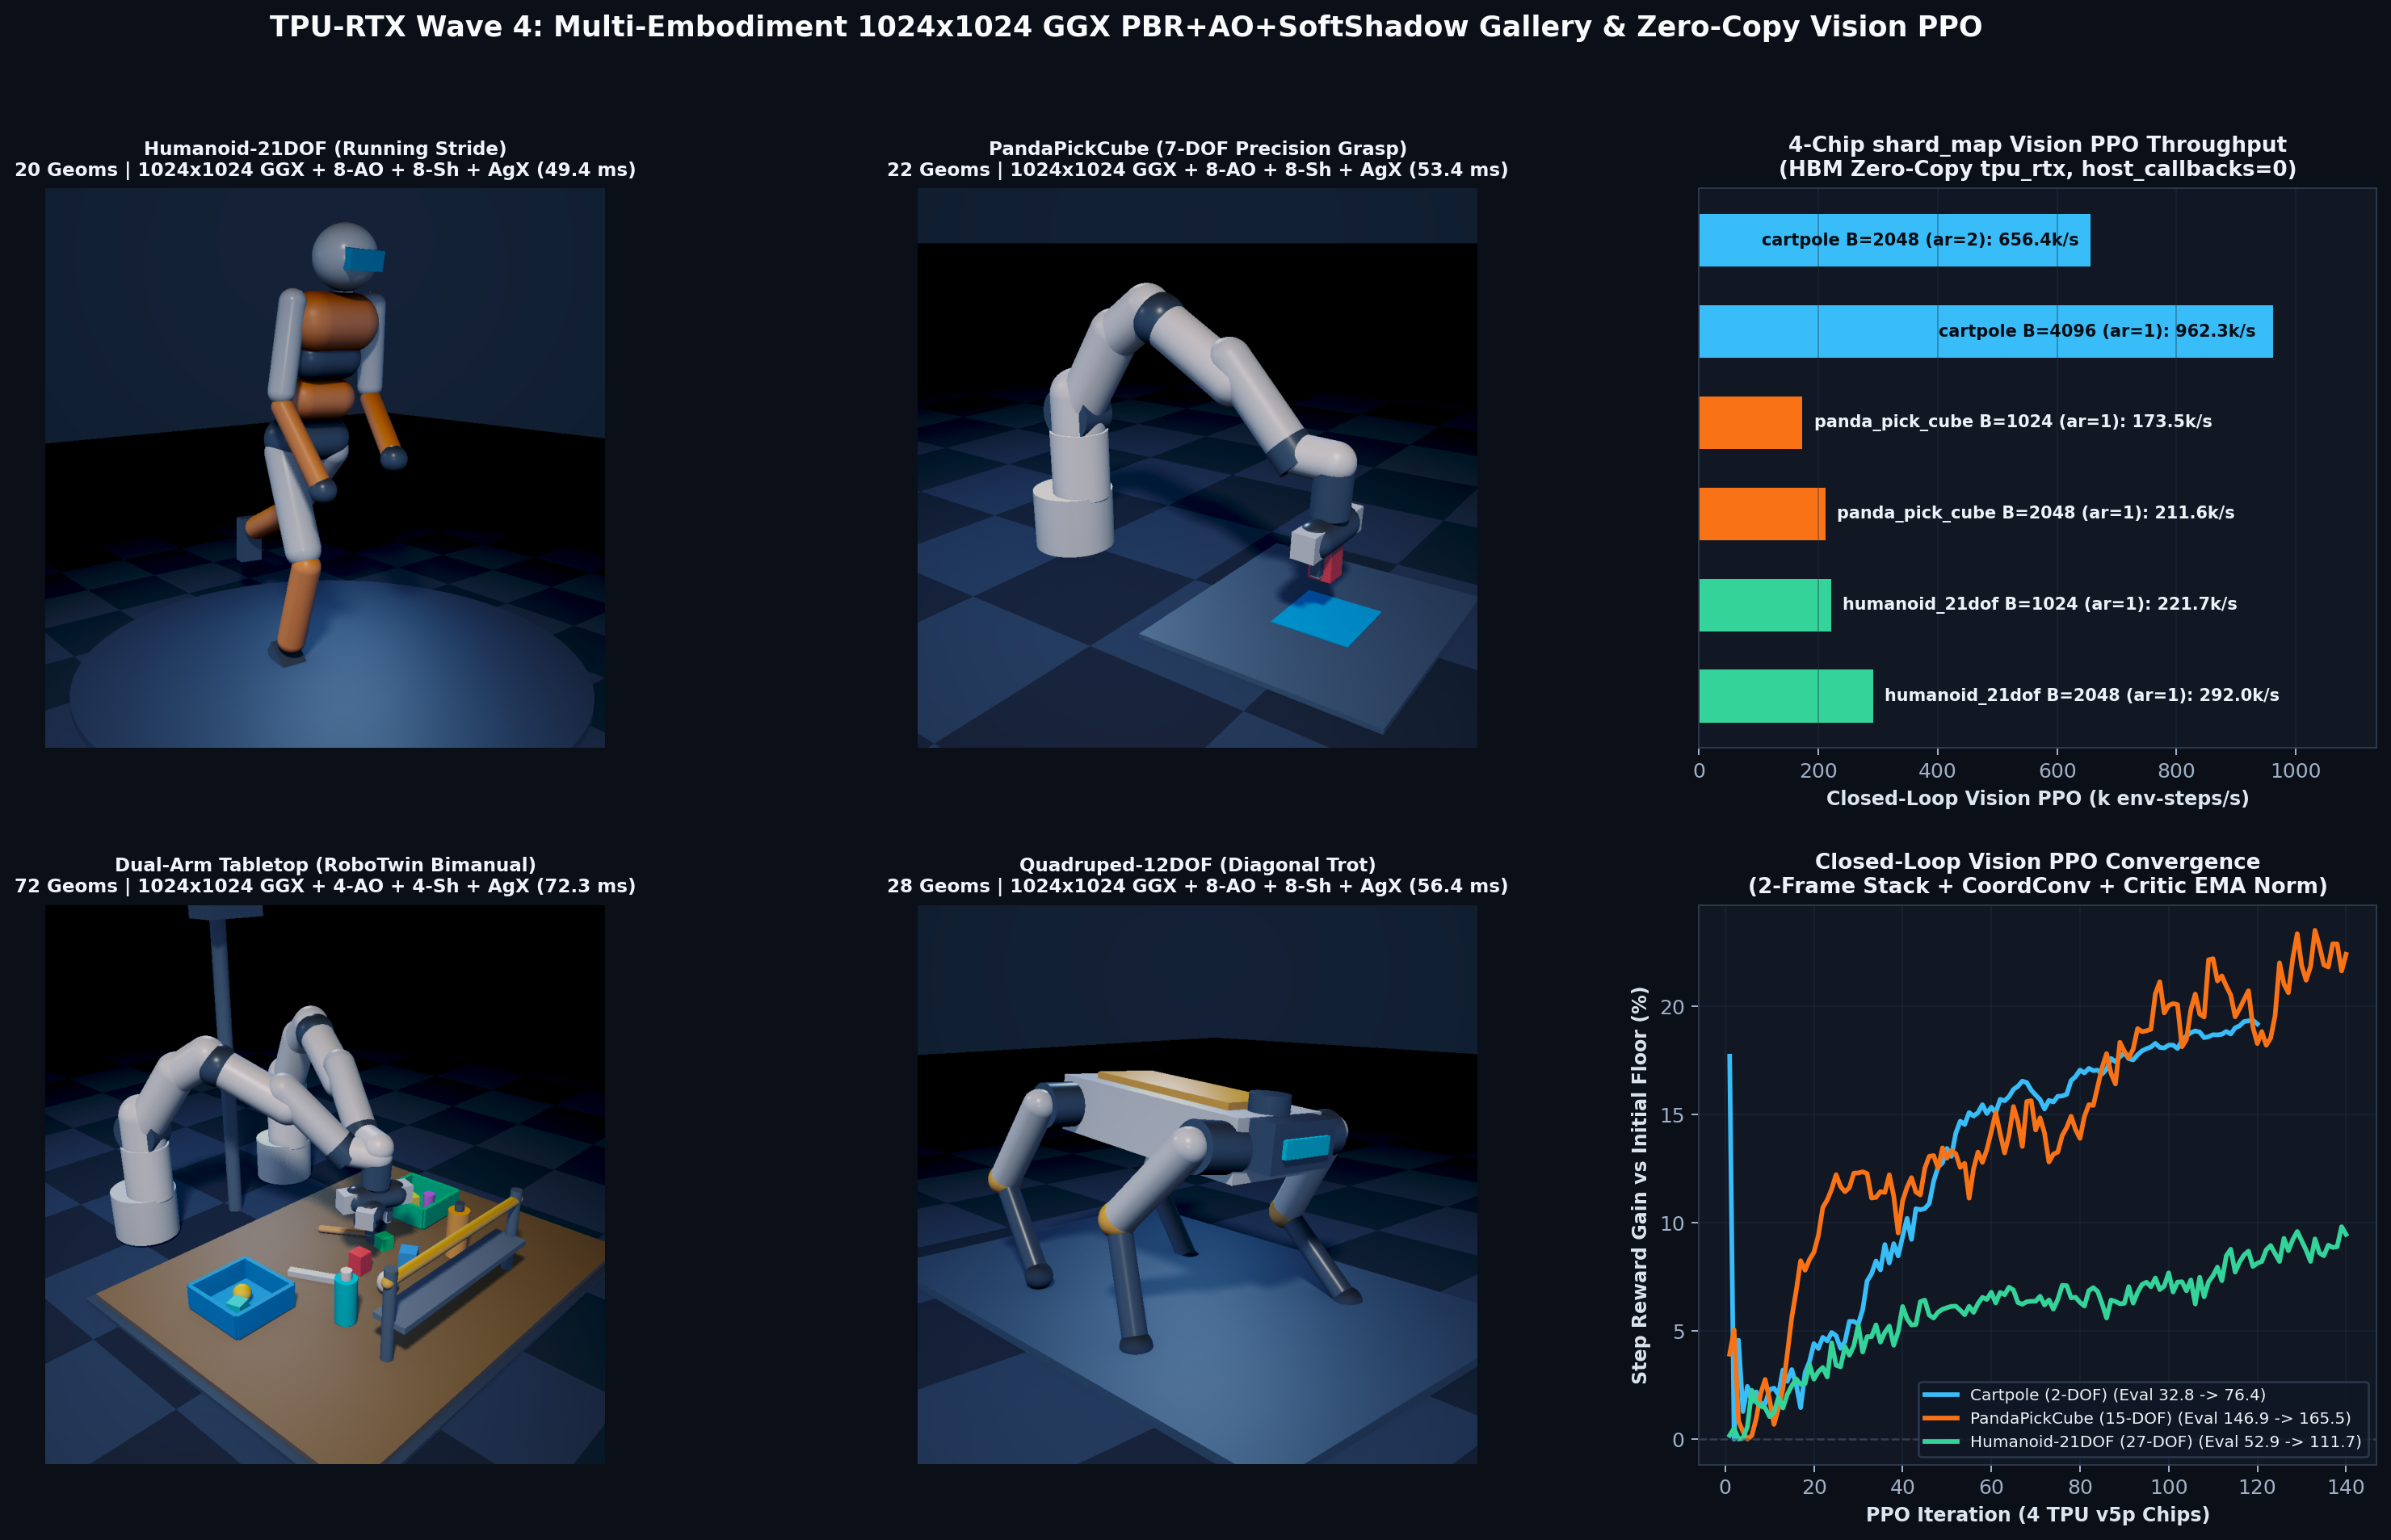 TPU-RTX Wave 4: Multi-Embodiment 1024x1024 GGX PBR+AO+SoftShadow Gallery & Zero-Copy Vision PPO
Humanoid-21DOF (Running Stride)
20 Geoms | 1024x1024 GGX + 8-AO + 8-Sh + AgX (49.4 ms)
PandaPickCube (7-DOF Precision Grasp)
22 Geoms | 1024x1024 GGX + 8-AO + 8-Sh + AgX (53.4 ms)
4-Chip shard_map Vision PPO Throughput
(HBM Zero-Copy tpu_rtx, host_callbacks=0)
cartpole B=2048 (ar=2): 656.4k/s
cartpole B=4096 (ar=1): 962.3k/s
panda_pick_cube B=1024 (ar=1): 173.5k/s
panda_pick_cube B=2048 (ar=1): 211.6k/s
humanoid_21dof B=1024 (ar=1): 221.7k/s
humanoid_21dof B=2048 (ar=1): 292.0k/s
0 200 400 600 800 1000
Closed-Loop Vision PPO (k env-steps/s)
Dual-Arm Tabletop (RoboTwin Bimanual)
72 Geoms | 1024x1024 GGX + 4-AO + 4-Sh + AgX (72.3 ms)
Quadruped-12DOF (Diagonal Trot)
28 Geoms | 1024x1024 GGX + 8-AO + 8-Sh + AgX (56.4 ms)
Closed-Loop Vision PPO Convergence
(2-Frame Stack + CoordConv + Critic EMA Norm)
Step Reward Gain vs Initial Floor (%)
20
15
10
5
0
Cartpole (2-DOF) (Eval 32.8 -> 76.4)
PandaPickCube (15-DOF) (Eval 146.9 -> 165.5)
Humanoid-21DOF (27-DOF) (Eval 52.9 -> 111.7)
0 20 40 60 80 100 120 140
PPO Iteration (4 TPU v5p Chips)